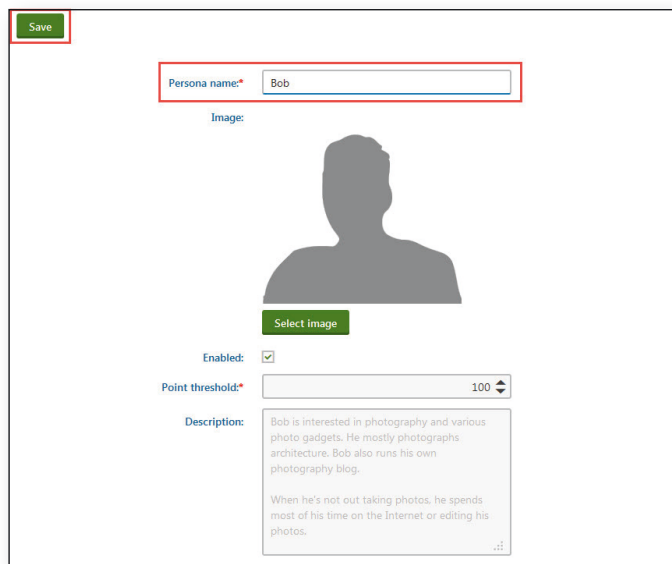 Save
Persona name:* Bob
Image:
Select image
Enabled:
Point threshold:* 100
Description:
Bob is interested in photography and various
photo gadgets. He mostly photographs
architecture. Bob also runs his own
photography blog.
When he's not out taking photos, he spends
most of his time on the Internet or editing his
photos.